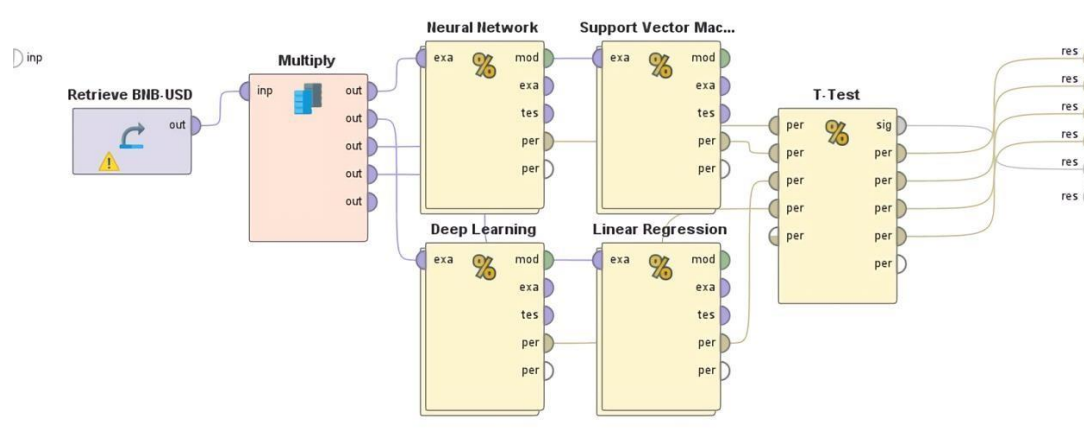 Neural Network
Support Vector Mac...
inp
exa
mod
exa
tes
per
per
exa
mod
exa
tes
per
per
Multiply
inp
out
out
out
out
out
Retrieve BNB-USD
out
T-Test
per
per
per
per
per
sig
per
per
per
per
per
res
res
res
res
res
res
Deep Learning
Linear Regression
exa
mod
exa
tes
per
per
exa
mod
exa
tes
per
per